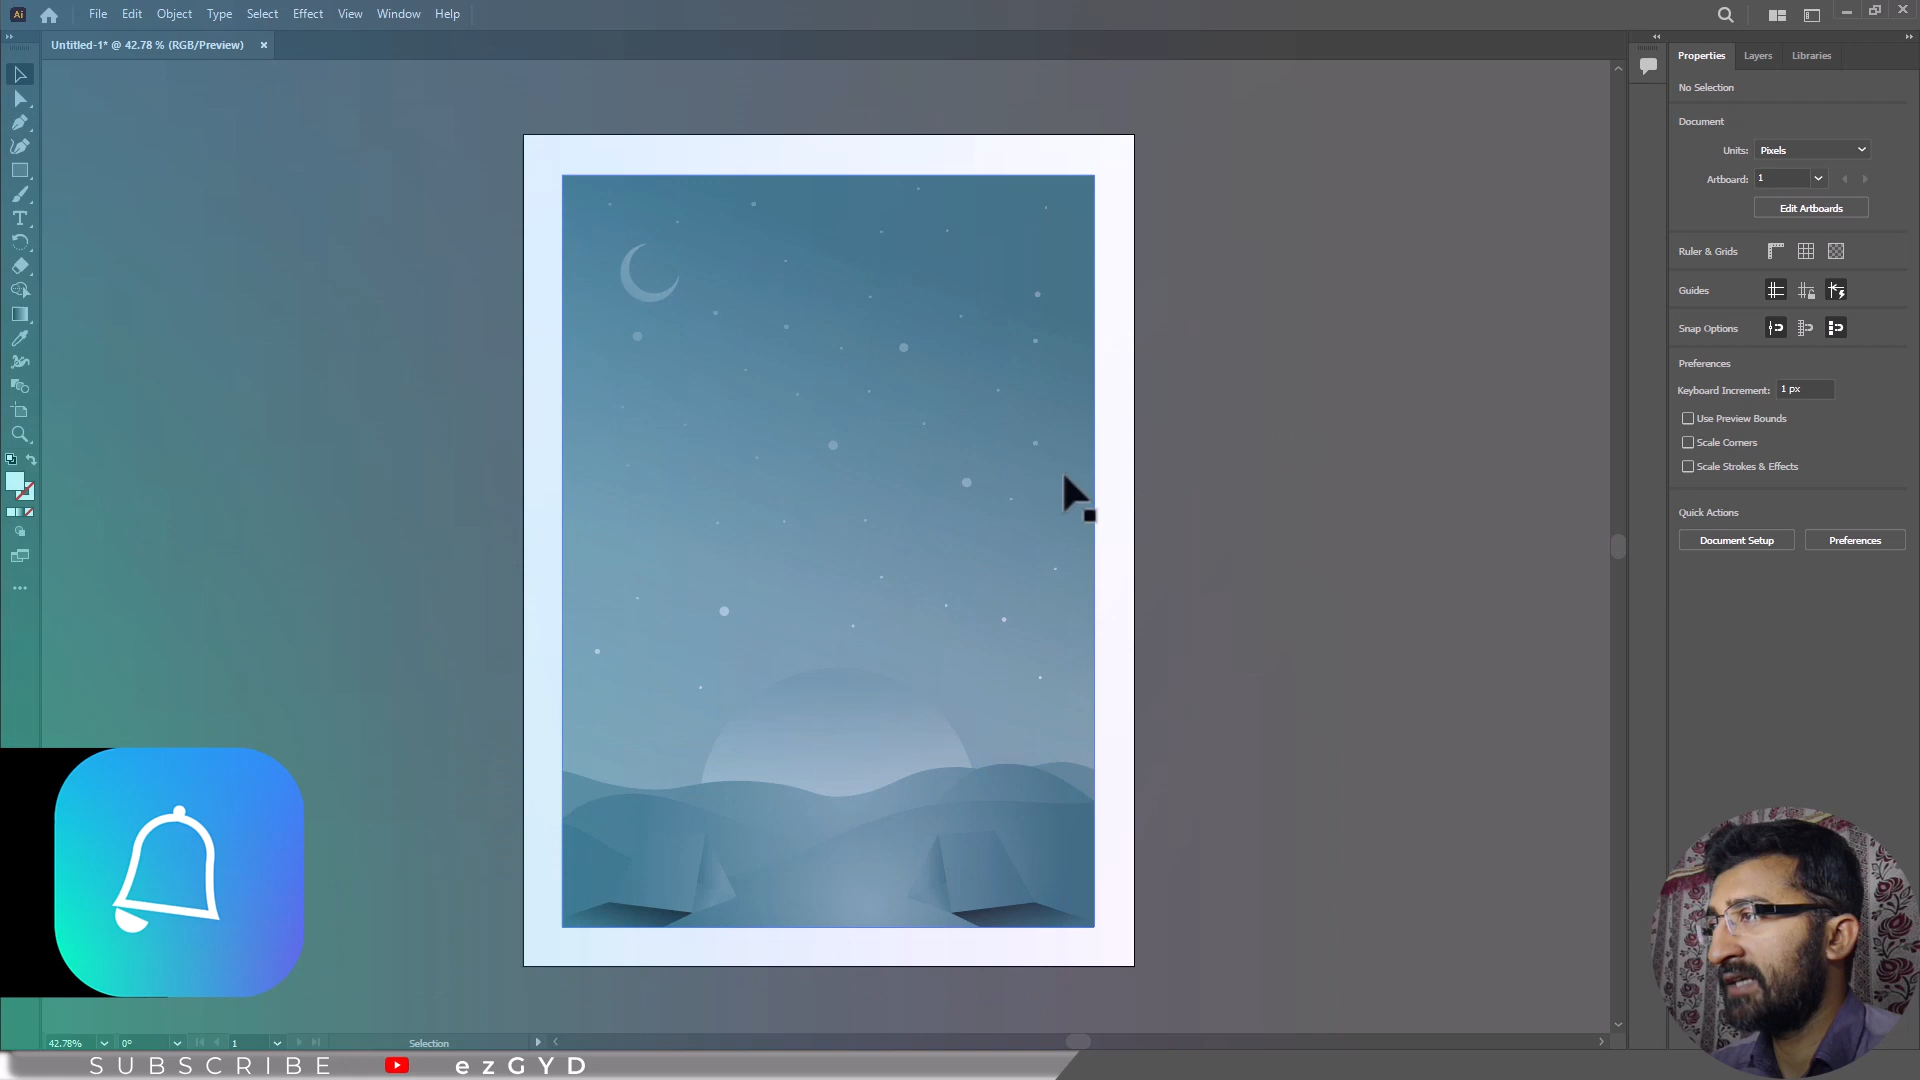 Ai File Edit Object Type Select Effect View Window Help
Untitled-1* @ 42.78 % (RGB/Preview) ×
Properties Layers Libraries
No Selection
Document
Units: Pixels
Artboard: 1
Edit Artboards
Ruler & Grids
Guides
Snap Options
Preferences
Keyboard Increment: 1 px
Use Preview Bounds
Scale Corners
Scale Strokes & Effects
Quick Actions
Document Setup Preferences
42.78% 0° 1 Selection
SUBSCRIBE ezGYD